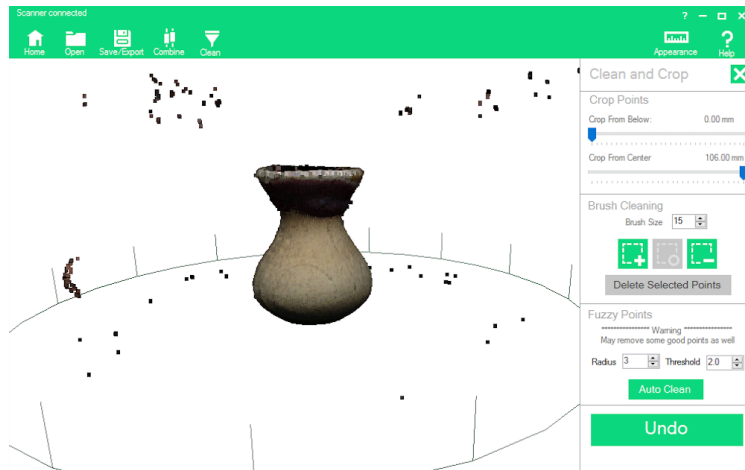 Scanner connected
?
Home
Open
Save/Export
Combine
Clean
Appearance
?
Help
Clean and Crop
Crop Points
Crop From Below: 0.00 mm
Crop From Center 106.00 mm
Brush Cleaning
Brush Size 15
Delete Selected Points
Fuzzy Points
**************** Warning ****************
May remove some good points as well
Radius 3 Threshold 2.0
Auto Clean
Undo